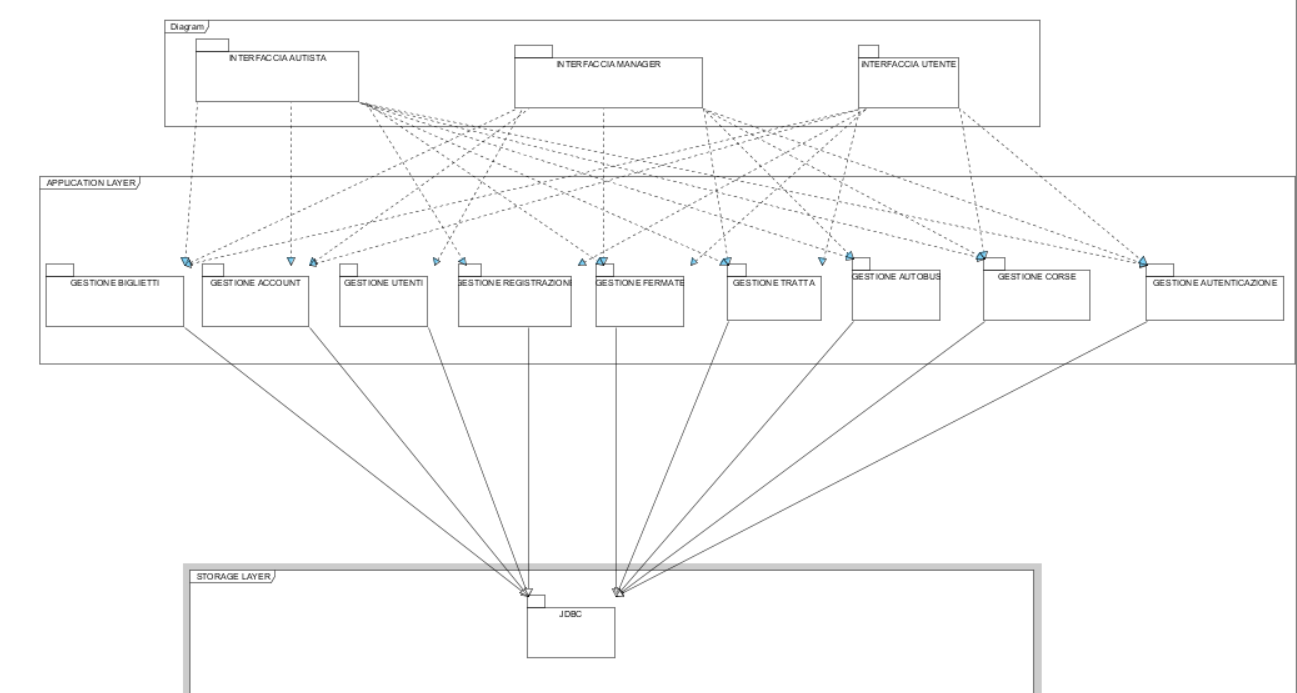 Diagram
INTERFACCIA AUTISTA
INTERFACCIA MANAGER
INTERFACCIA UTENTE
APPLICATION LAYER
GESTIONE BIGLIETTI
GESTIONE ACCOUNT
GESTIONE UTENTI
GESTIONE REGISTRAZIONI
GESTIONE FERMATE
GESTIONE TRATTA
GESTIONE AUTOBUS
GESTIONE CORSE
GESTIONE AUTENTICAZIONE
STORAGE LAYER
JDBC